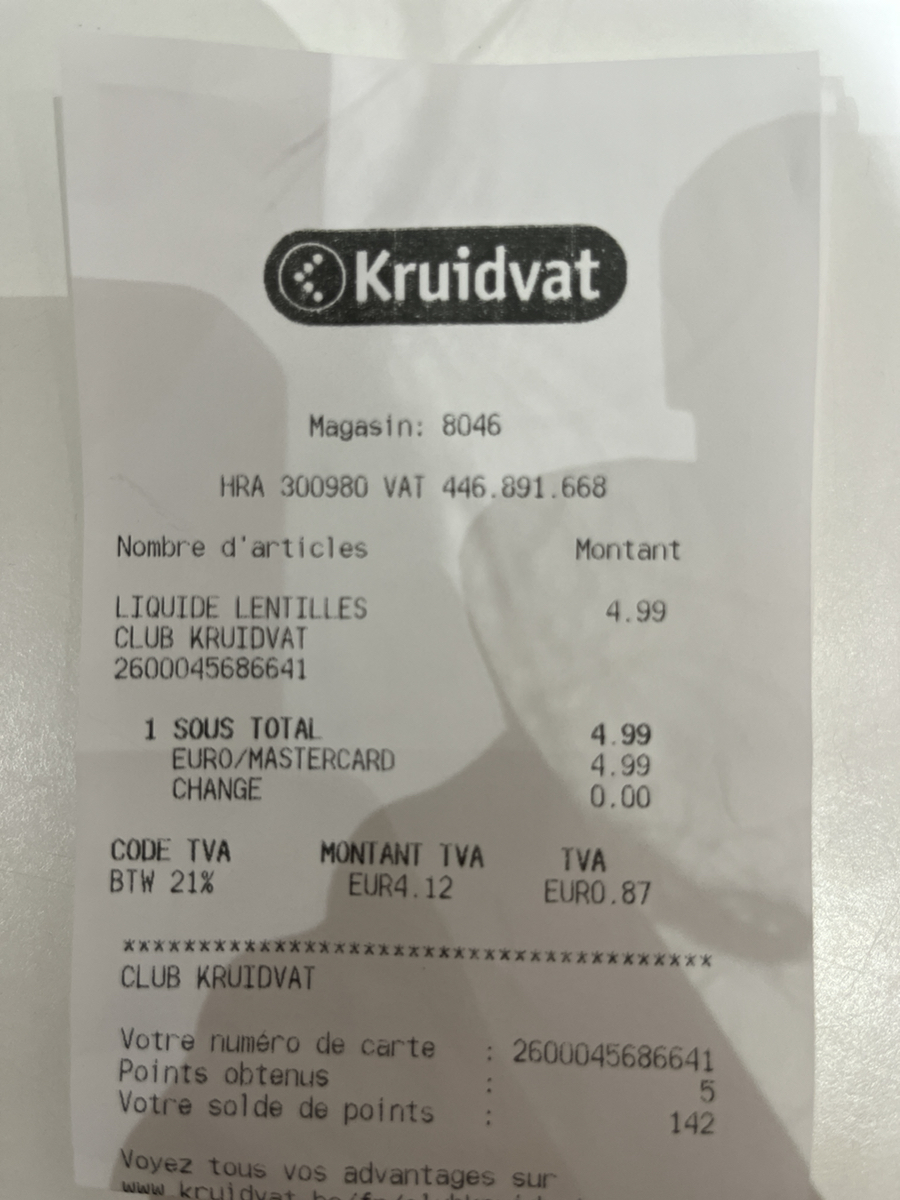 Kruidvat
Magasin: 8046
HRA 300980 VAT 446.891.668
Nombre d'articles Montant
LIQUIDE LENTILLES 4.99
CLUB KRUIDVAT
2600045686641
1 SOUS TOTAL 4.99
EURO/MASTERCARD 4.99
CHANGE 0.00
CODE TVA MONTANT TVA TVA
BTW 21% EUR4.12 EUR0.87
***************************************
CLUB KRUIDVAT
Votre numéro de carte : 2600045686641
Points obtenus : 5
Votre solde de points : 142
Voyez tous vos advantages sur